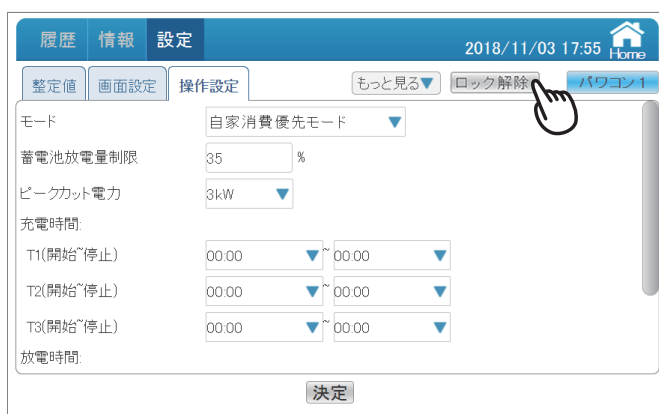 履歴 情報 設定 2018/11/03 17:55 Home
整定値 画面設定 操作設定 もっと見る▼ ロック解除 パワコン1
モード 自家消費優先モード ▼
蓄電池放電量制限 35 %
ピークカット電力 3kW ▼
充電時間:
T1(開始~停止) 00:00 ▼ ~ 00:00 ▼
T2(開始~停止) 00:00 ▼ ~ 00:00 ▼
T3(開始~停止) 00:00 ▼ ~ 00:00 ▼
放電時間:
決定